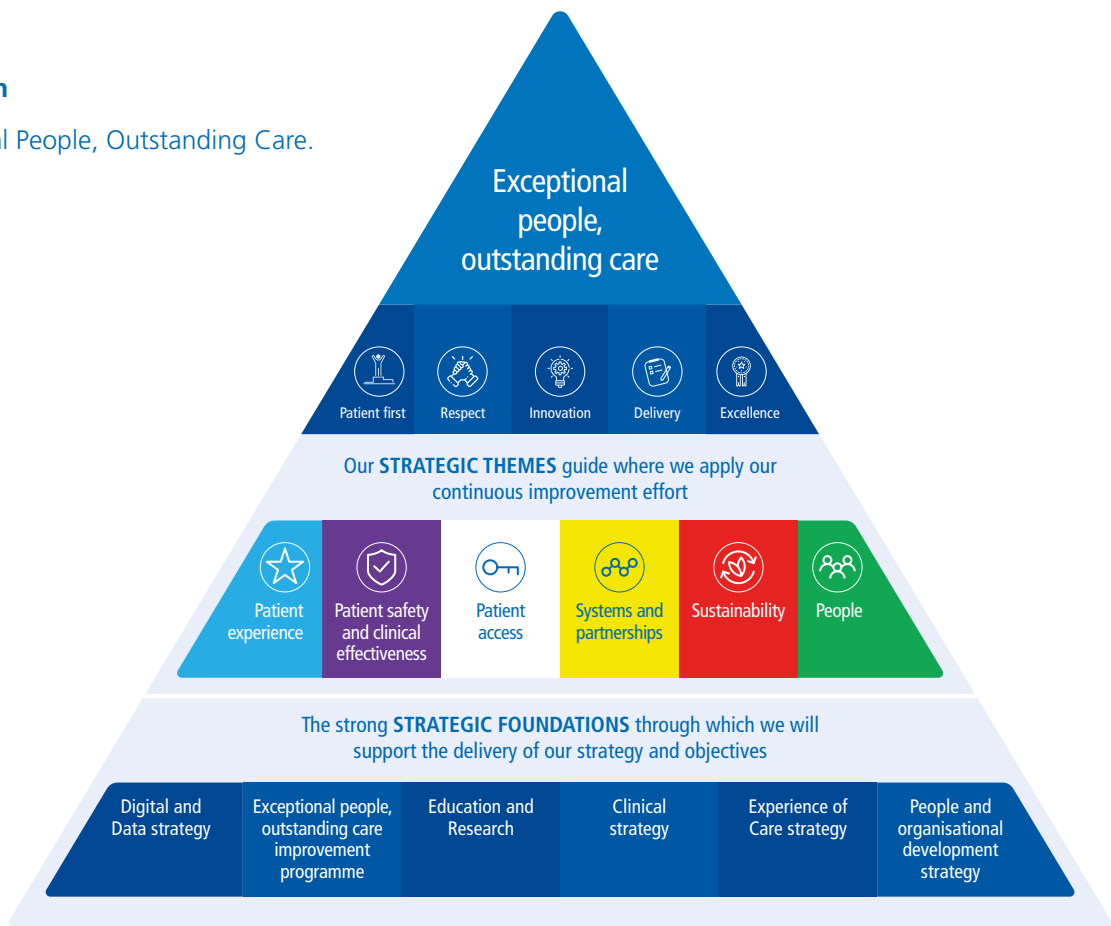 al People, Outstanding Care.
Exceptional
people,
outstanding care
Patient first
Respect
Innovation
Delivery
Excellence
Our STRATEGIC THEMES guide where we apply our
continuous improvement effort
Patient
experience
Patient safety
and clinical
effectiveness
Patient
access
Systems and
partnerships
Sustainability
People
The strong STRATEGIC FOUNDATIONS through which we will
support the delivery of our strategy and objectives
Digital and
Data strategy
Exceptional people,
outstanding care
improvement
programme
Education and
Research
Clinical
strategy
Experience of
Care strategy
People and
organisational
development
strategy